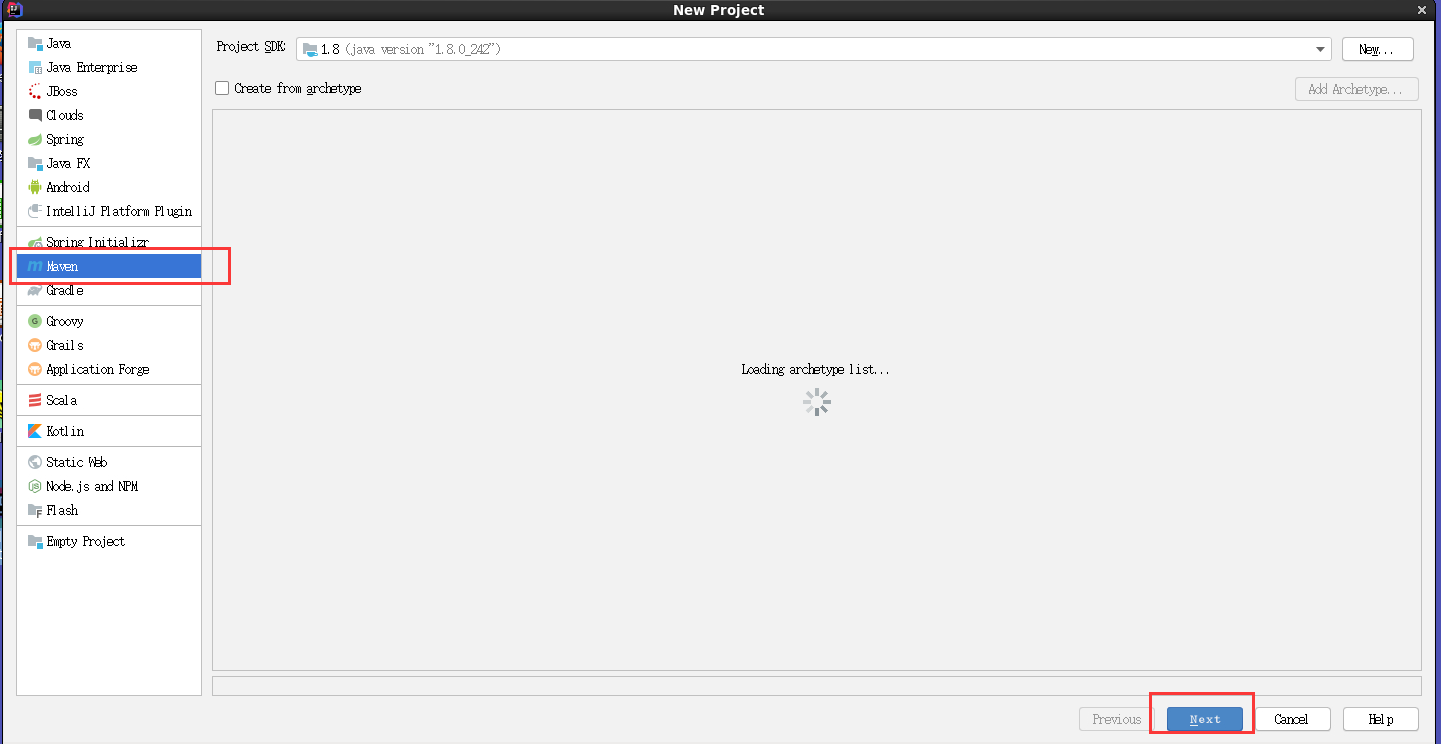 New Project
Java
Java Enterprise
JBoss
Clouds
Spring
Java FX
Android
IntelliJ Platform Plugin
Spring Initializr
Maven
Gradle
Groovy
Grails
Application Forge
Scala
Kotlin
Static Web
Node.js and NPM
Flash
Empty Project
Project SDK: 1.8 (java version "1.8.0_242") New...
Create from archetype Add Archetype...
Loading archetype list...
Previous Next Cancel Help